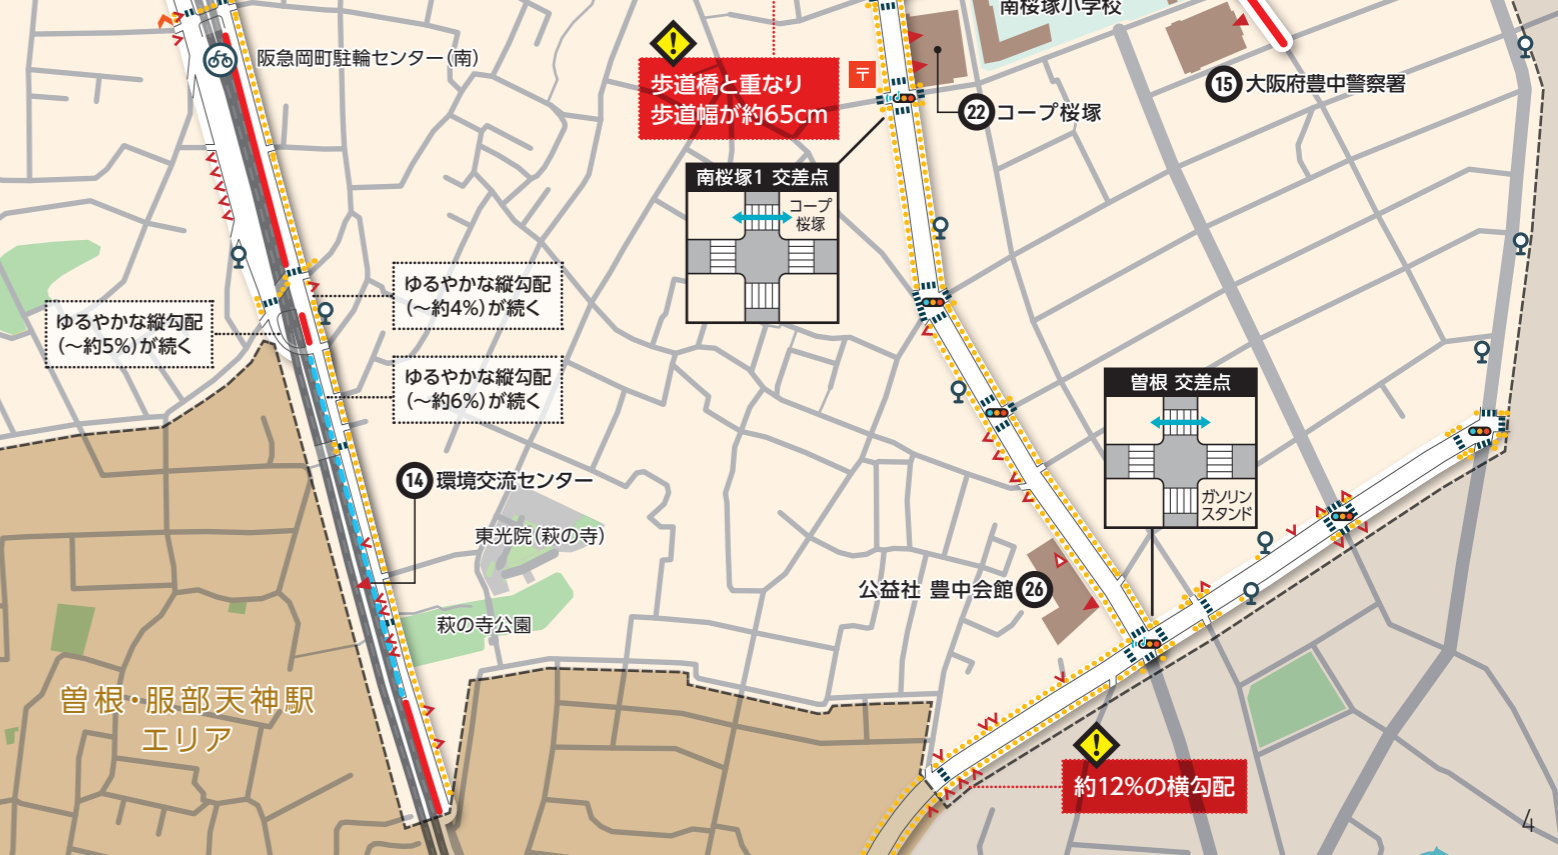 南桜塚小学校
阪急岡町駐輪センター(南)
歩道橋と重なり
歩道幅が約65cm
〒
22 コープ桜塚
15 大阪府豊中警察署
南桜塚1 交差点
コープ
桜塚
ゆるやかな縦勾配
(～約4%)が続く
ゆるやかな縦勾配
(～約5%)が続く
ゆるやかな縦勾配
(～約6%)が続く
曽根 交差点
ガソリン
スタンド
14 環境交流センター
東光院(萩の寺)
公益社 豊中会館 26
萩の寺公園
曽根・服部天神駅
エリア
約12%の横勾配
4